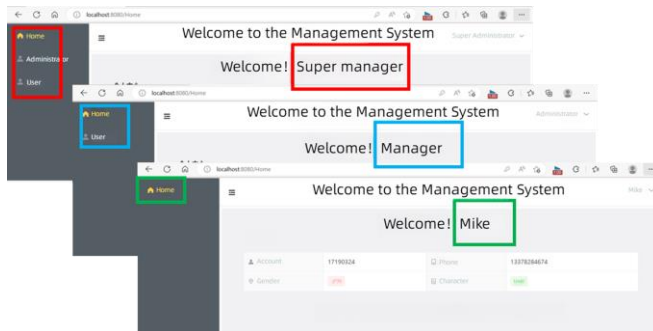 localhost:8080/Home
Home
Welcome to the Management System
Super Administrator
Administrator
Welcome! Super manager
User
localhost:8080/Home
Home
Welcome to the Management System
Administrator
User
Welcome! Manager
localhost:8080/Home
Home
Welcome to the Management System
Mike
Welcome! Mike
Account
17190324
Phone
13378284674
Gender
Character